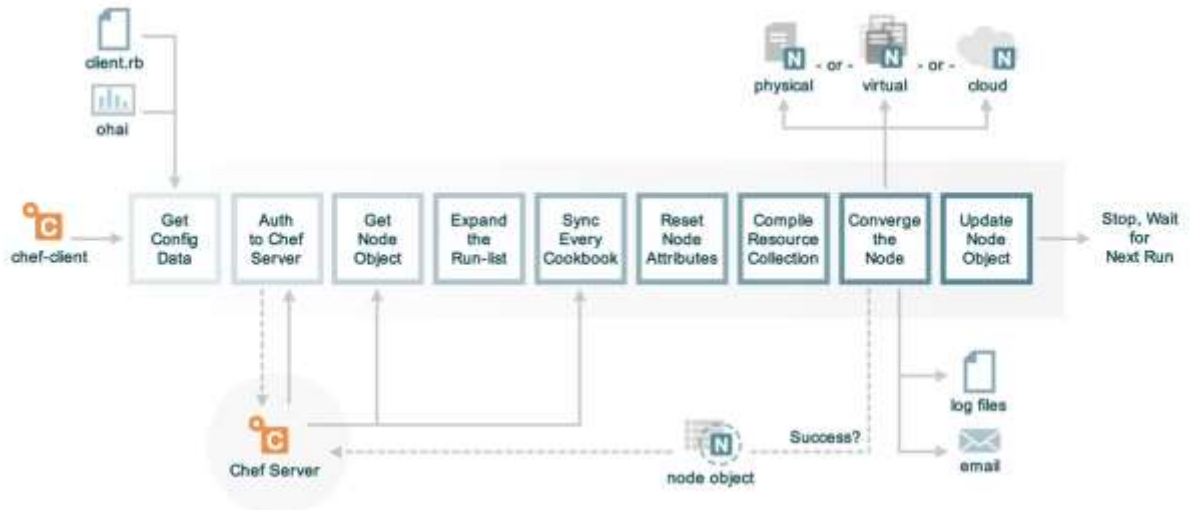 client.rb
ohai
physical
- or -
virtual
- or -
cloud
N
N
N
C
chef-client
Get
Config
Data
Auth
to Chef
Server
Get
Node
Object
Expand
the
Run-list
Sync
Every
Cookbook
Reset
Node
Attributes
Compile
Resource
Collection
Converge
the
Node
Update
Node
Object
Stop, Wait
for
Next Run
C
Chef Server
N
node object
Success?
log files
email